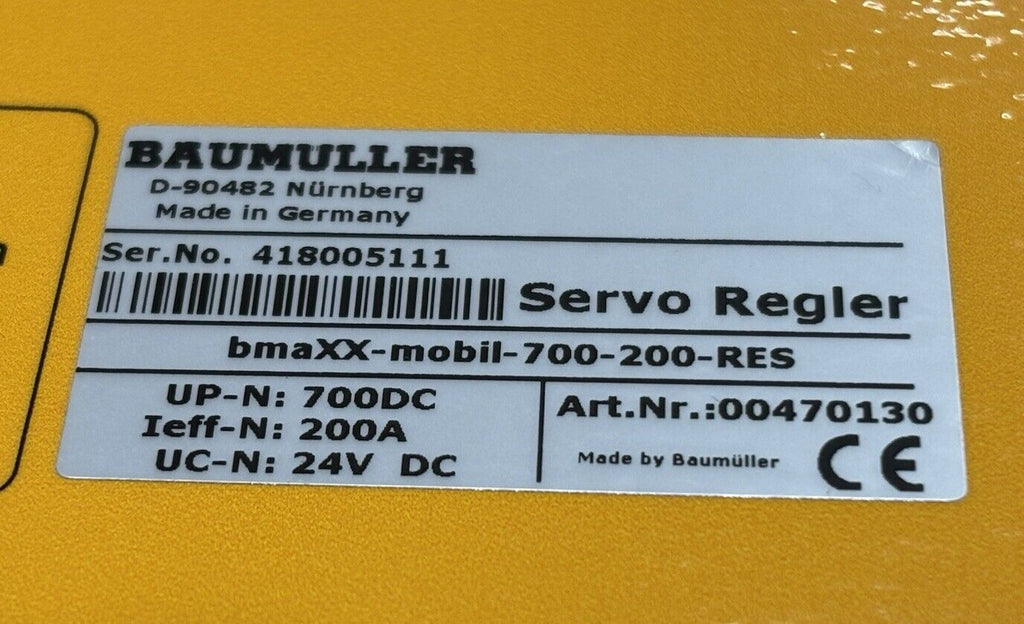 BAUMULLER
D-90482 Nürnberg
Made in Germany
Ser.No. 418005111
Servo Regler
bmaXX-mobil-700-200-RES
UP-N: 700DC
Ieff-N: 200A
UC-N: 24V DC
Art.Nr.:00470130
Made by Baumüller
CE